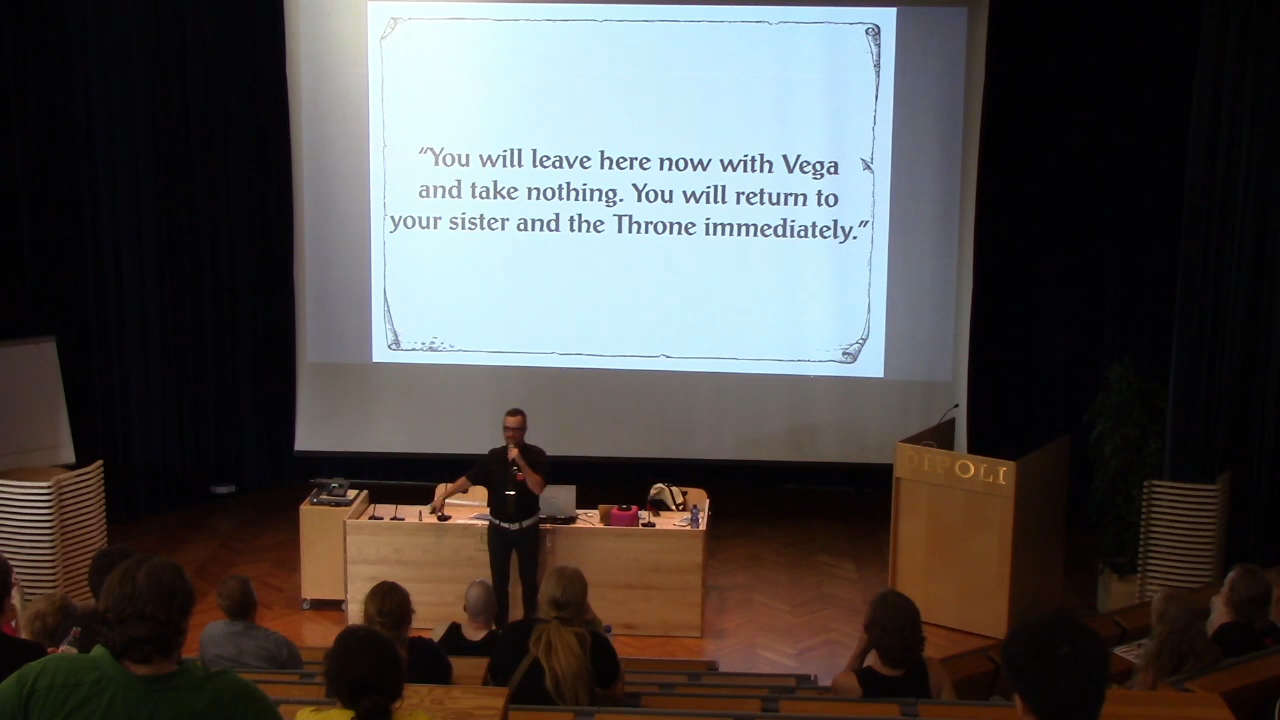 “You will leave here now with Vega
and take nothing. You will return to
your sister and the Throne immediately.”
DIPOLI